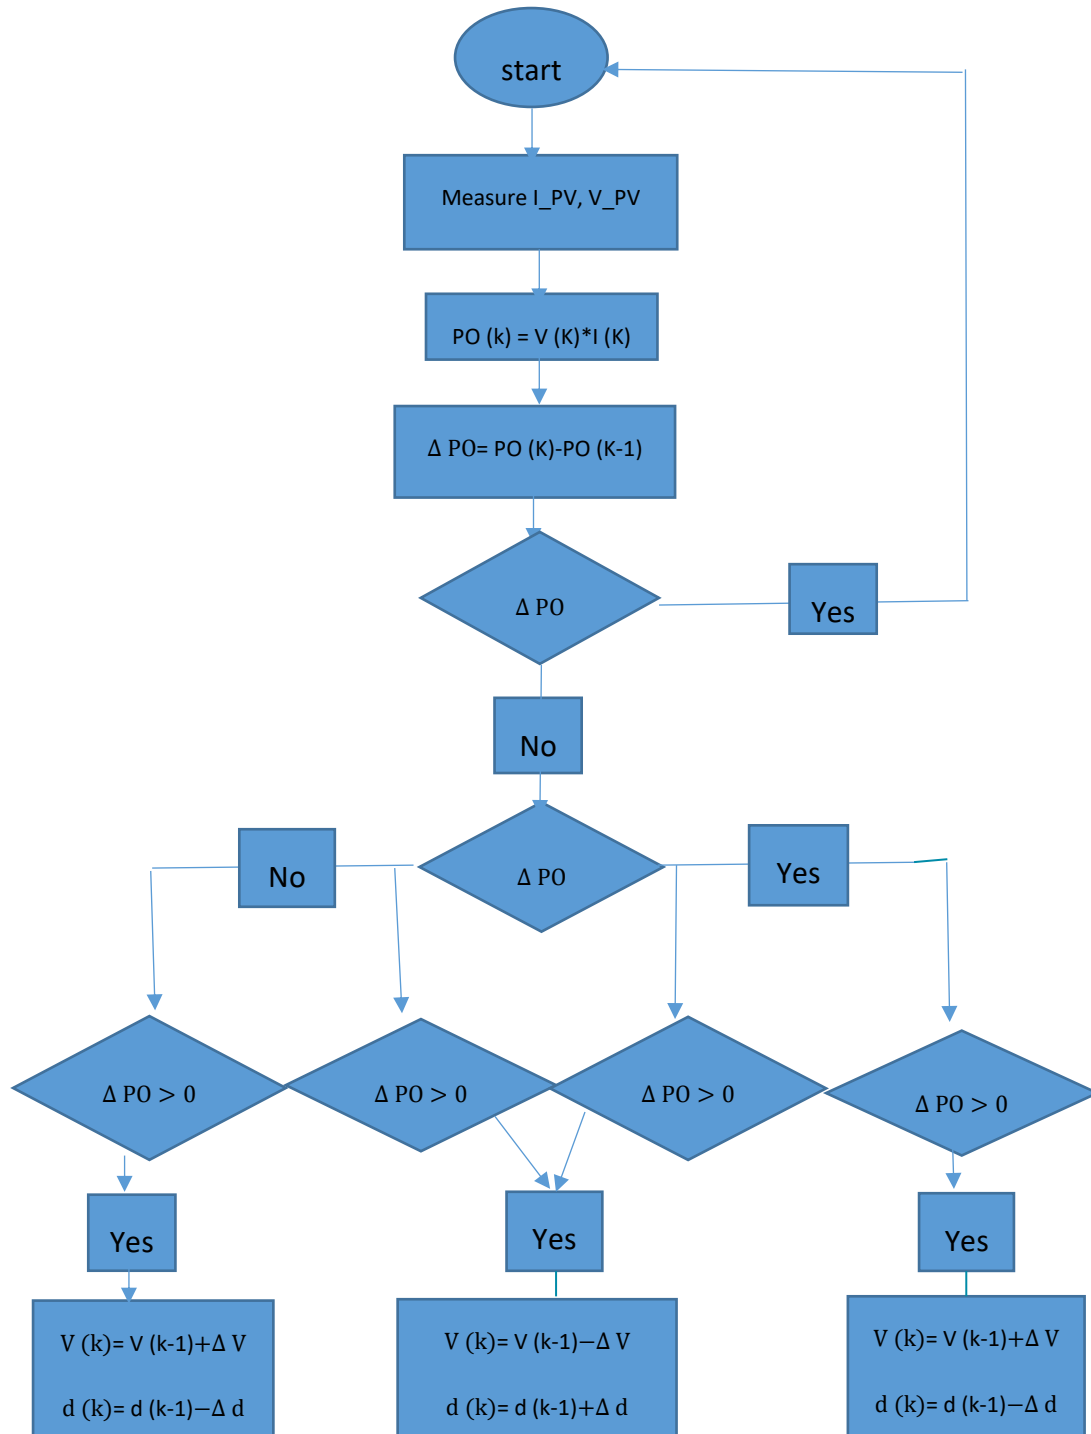 start
Measure I_PV, V_PV
PO (k) = V (K)*I (K)
Δ PO= PO (K)-PO (K-1)
Δ PO
Yes
No
Δ PO
No
Yes
Δ PO > 0
Δ PO > 0
Δ PO > 0
Δ PO > 0
Yes
Yes
Yes
V (k)= V (k-1)+Δ V
d (k)= d (k-1)−Δ d
V (k)= V (k-1)−Δ V
d (k)= d (k-1)+Δ d
V (k)= V (k-1)+Δ V
d (k)= d (k-1)−Δ d